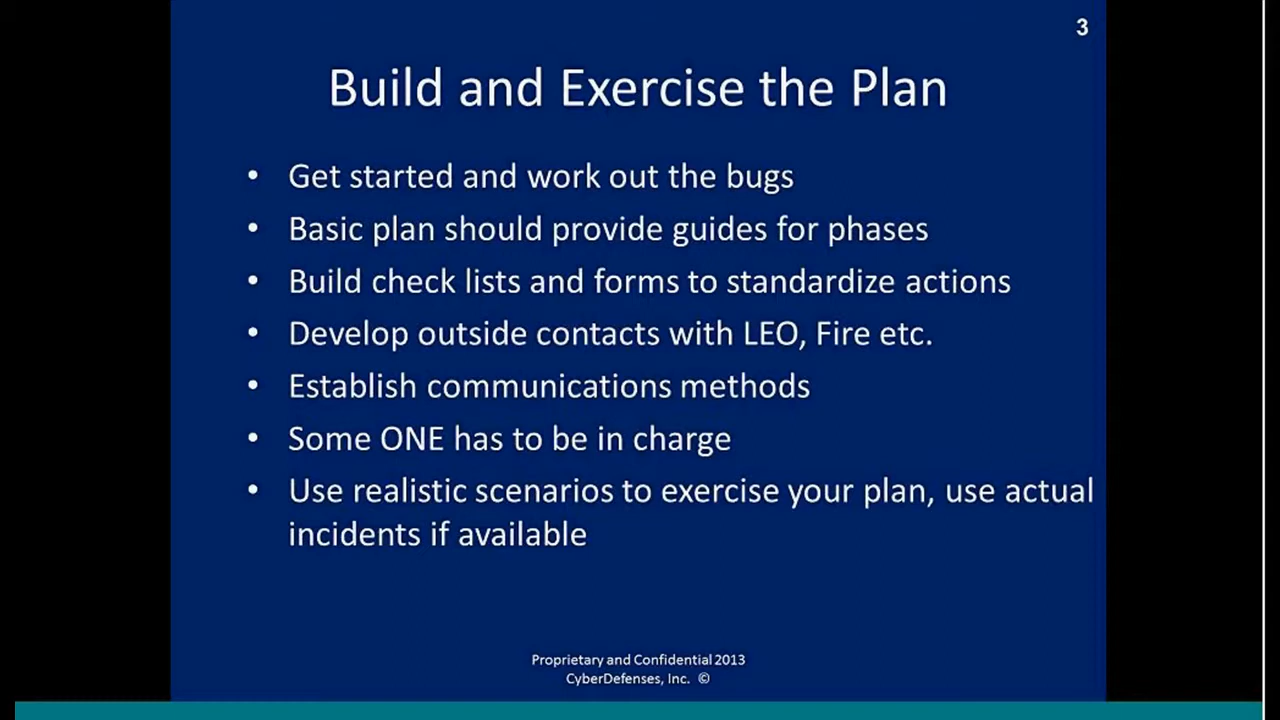 3
Build and Exercise the Plan
• Get started and work out the bugs
• Basic plan should provide guides for phases
• Build check lists and forms to standardize actions
• Develop outside contacts with LEO, Fire etc.
• Establish communications methods
• Some ONE has to be in charge
• Use realistic scenarios to exercise your plan, use actual
incidents if available
Proprietary and Confidential 2013
CyberDefenses, Inc. ©